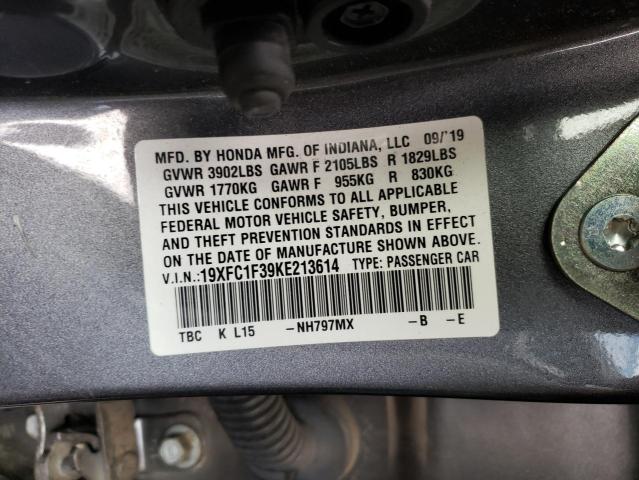 MFD. BY HONDA MFG. OF INDIANA, LLC 09/19
GVWR 3902LBS GAWR F 2105LBS R 1829LBS
GVWR 1770KG GAWR F 955KG R 830KG
THIS VEHICLE CONFORMS TO ALL APPLICABLE
FEDERAL MOTOR VEHICLE SAFETY, BUMPER,
AND THEFT PREVENTION STANDARDS IN EFFECT
ON THE DATE OF MANUFACTURE SHOWN ABOVE.
V.I.N.:19XFC1F39KE213614 TYPE: PASSENGER CAR
TBC K L15 -NH797MX -B -E